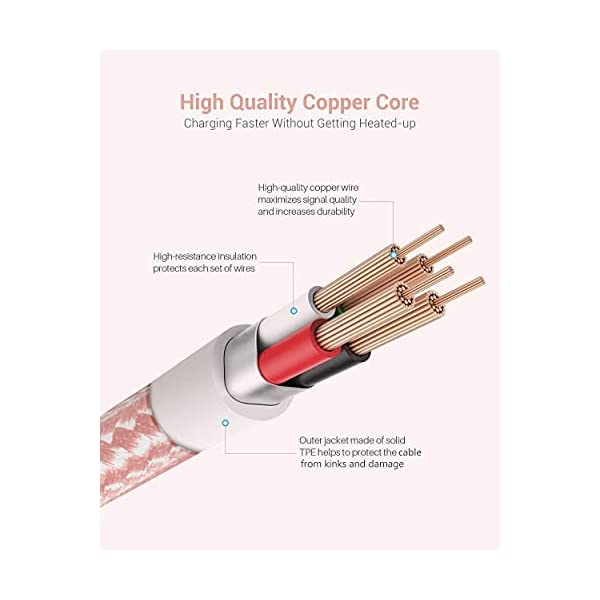 High Quality Copper Core
Charging Faster Without Getting Heated-up
High-quality copper wire
maximizes signal quality
and increases durability
High-resistance insulation
protects each set of wires
Outer jacket made of solid
TPE helps to protect the cable
from kinks and damage